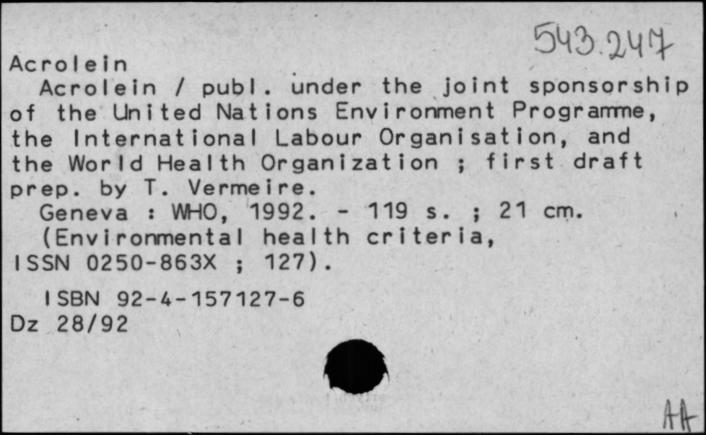 543.247
Acrolein
Acrolein / publ. under the joint sponsorship
of the United Nations Environment Programme,
the International Labour Organisation, and
the World Health Organization ; first draft
prep. by T. Vermeire.
Geneva : WHO, 1992. - 119 s. ; 21 cm.
(Environmental health criteria,
ISSN 0250-863X ; 127).
ISBN 92-4-157127-6
Dz 28/92
AA